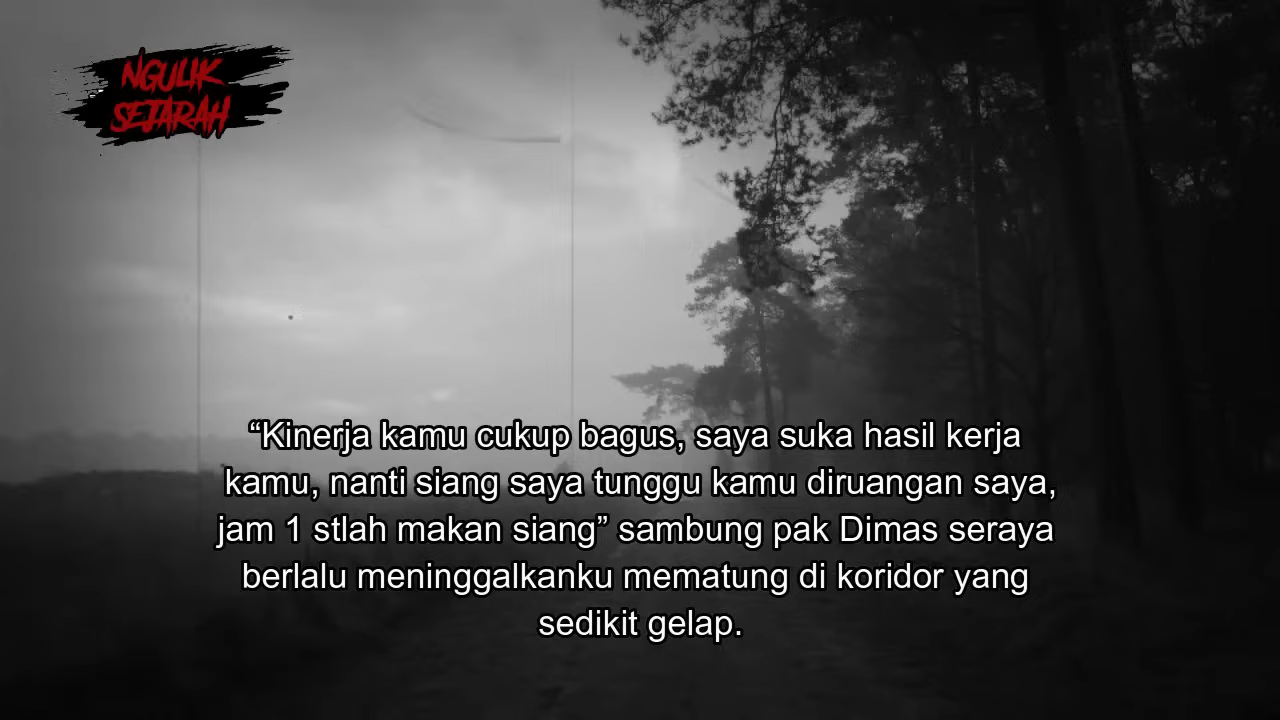 NGULIK
SEJARAH
“Kinerja kamu cukup bagus, saya suka hasil kerja
kamu, nanti siang saya tunggu kamu diruangan saya,
jam 1 stlah makan siang” sambung pak Dimas seraya
berlalu meninggalkanku mematung di koridor yang
sedikit gelap.